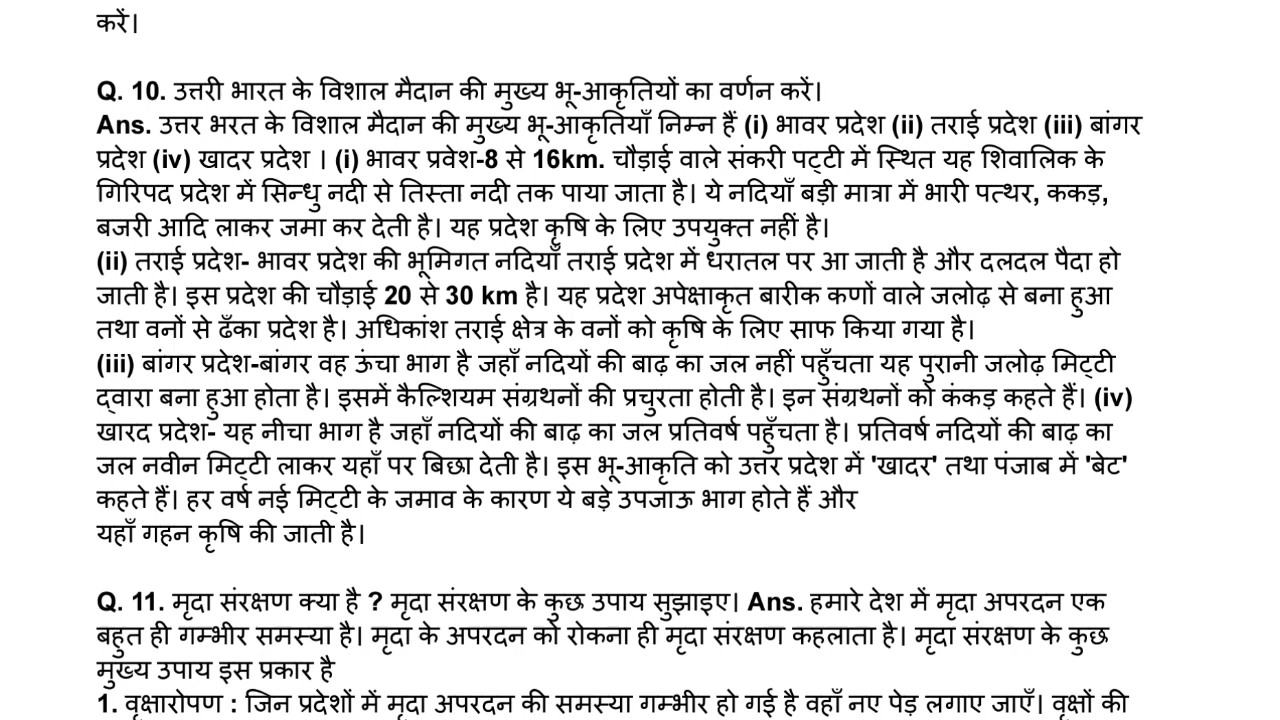 करें।
Q. 10. उत्तरी भारत के विशाल मैदान की मुख्य भू-आकृतियों का वर्णन करें।
Ans. उत्तर भरत के विशाल मैदान की मुख्य भू-आकृतियाँ निम्न हैं (i) भावर प्रदेश (ii) तराई प्रदेश (iii) बांगर
प्रदेश (iv) खादर प्रदेश । (i) भावर प्रवेश-8 से 16km. चौड़ाई वाले संकरी पट्टी में स्थित यह शिवालिक के
गिरिपद प्रदेश में सिन्धु नदी से तिस्ता नदी तक पाया जाता है। ये नदियाँ बड़ी मात्रा में भारी पत्थर, ककड़,
बजरी आदि लाकर जमा कर देती है। यह प्रदेश कृषि के लिए उपयुक्त नहीं है।
(ii) तराई प्रदेश- भावर प्रदेश की भूमिगत नदियाँ तराई प्रदेश में धरातल पर आ जाती है और दलदल पैदा हो
जाती है। इस प्रदेश की चौड़ाई 20 से 30 km है। यह प्रदेश अपेक्षाकृत बारीक कणों वाले जलोढ़ से बना हुआ
तथा वनों से ढँका प्रदेश है। अधिकांश तराई क्षेत्र के वनों को कृषि के लिए साफ किया गया है।
(iii) बांगर प्रदेश-बांगर वह ऊंचा भाग है जहाँ नदियों की बाढ़ का जल नहीं पहुँचता यह पुरानी जलोढ़ मिट्टी
द्वारा बना हुआ होता है। इसमें कैल्शियम संग्रथनों की प्रचुरता होती है। इन संग्रथनों को कंकड़ कहते हैं। (iv)
खारद प्रदेश- यह नीचा भाग है जहाँ नदियों की बाढ़ का जल प्रतिवर्ष पहुँचता है। प्रतिवर्ष नदियों की बाढ़ का
जल नवीन मिट्टी लाकर यहाँ पर बिछा देती है। इस भू-आकृति को उत्तर प्रदेश में 'खादर' तथा पंजाब में 'बेट'
कहते हैं। हर वर्ष नई मिट्टी के जमाव के कारण ये बड़े उपजाऊ भाग होते हैं और
यहाँ गहन कृषि की जाती है।
Q. 11. मृदा संरक्षण क्या है ? मृदा संरक्षण के कुछ उपाय सुझाइए। Ans. हमारे देश में मृदा अपरदन एक
बहुत ही गम्भीर समस्या है। मृदा के अपरदन को रोकना ही मृदा संरक्षण कहलाता है। मृदा संरक्षण के कुछ
मुख्य उपाय इस प्रकार है
1. वृक्षारोपण : जिन प्रदेशों में मृदा अपरदन की समस्या गम्भीर हो गई है वहाँ नए पेड़ लगाए जाएँ। वृक्षों की